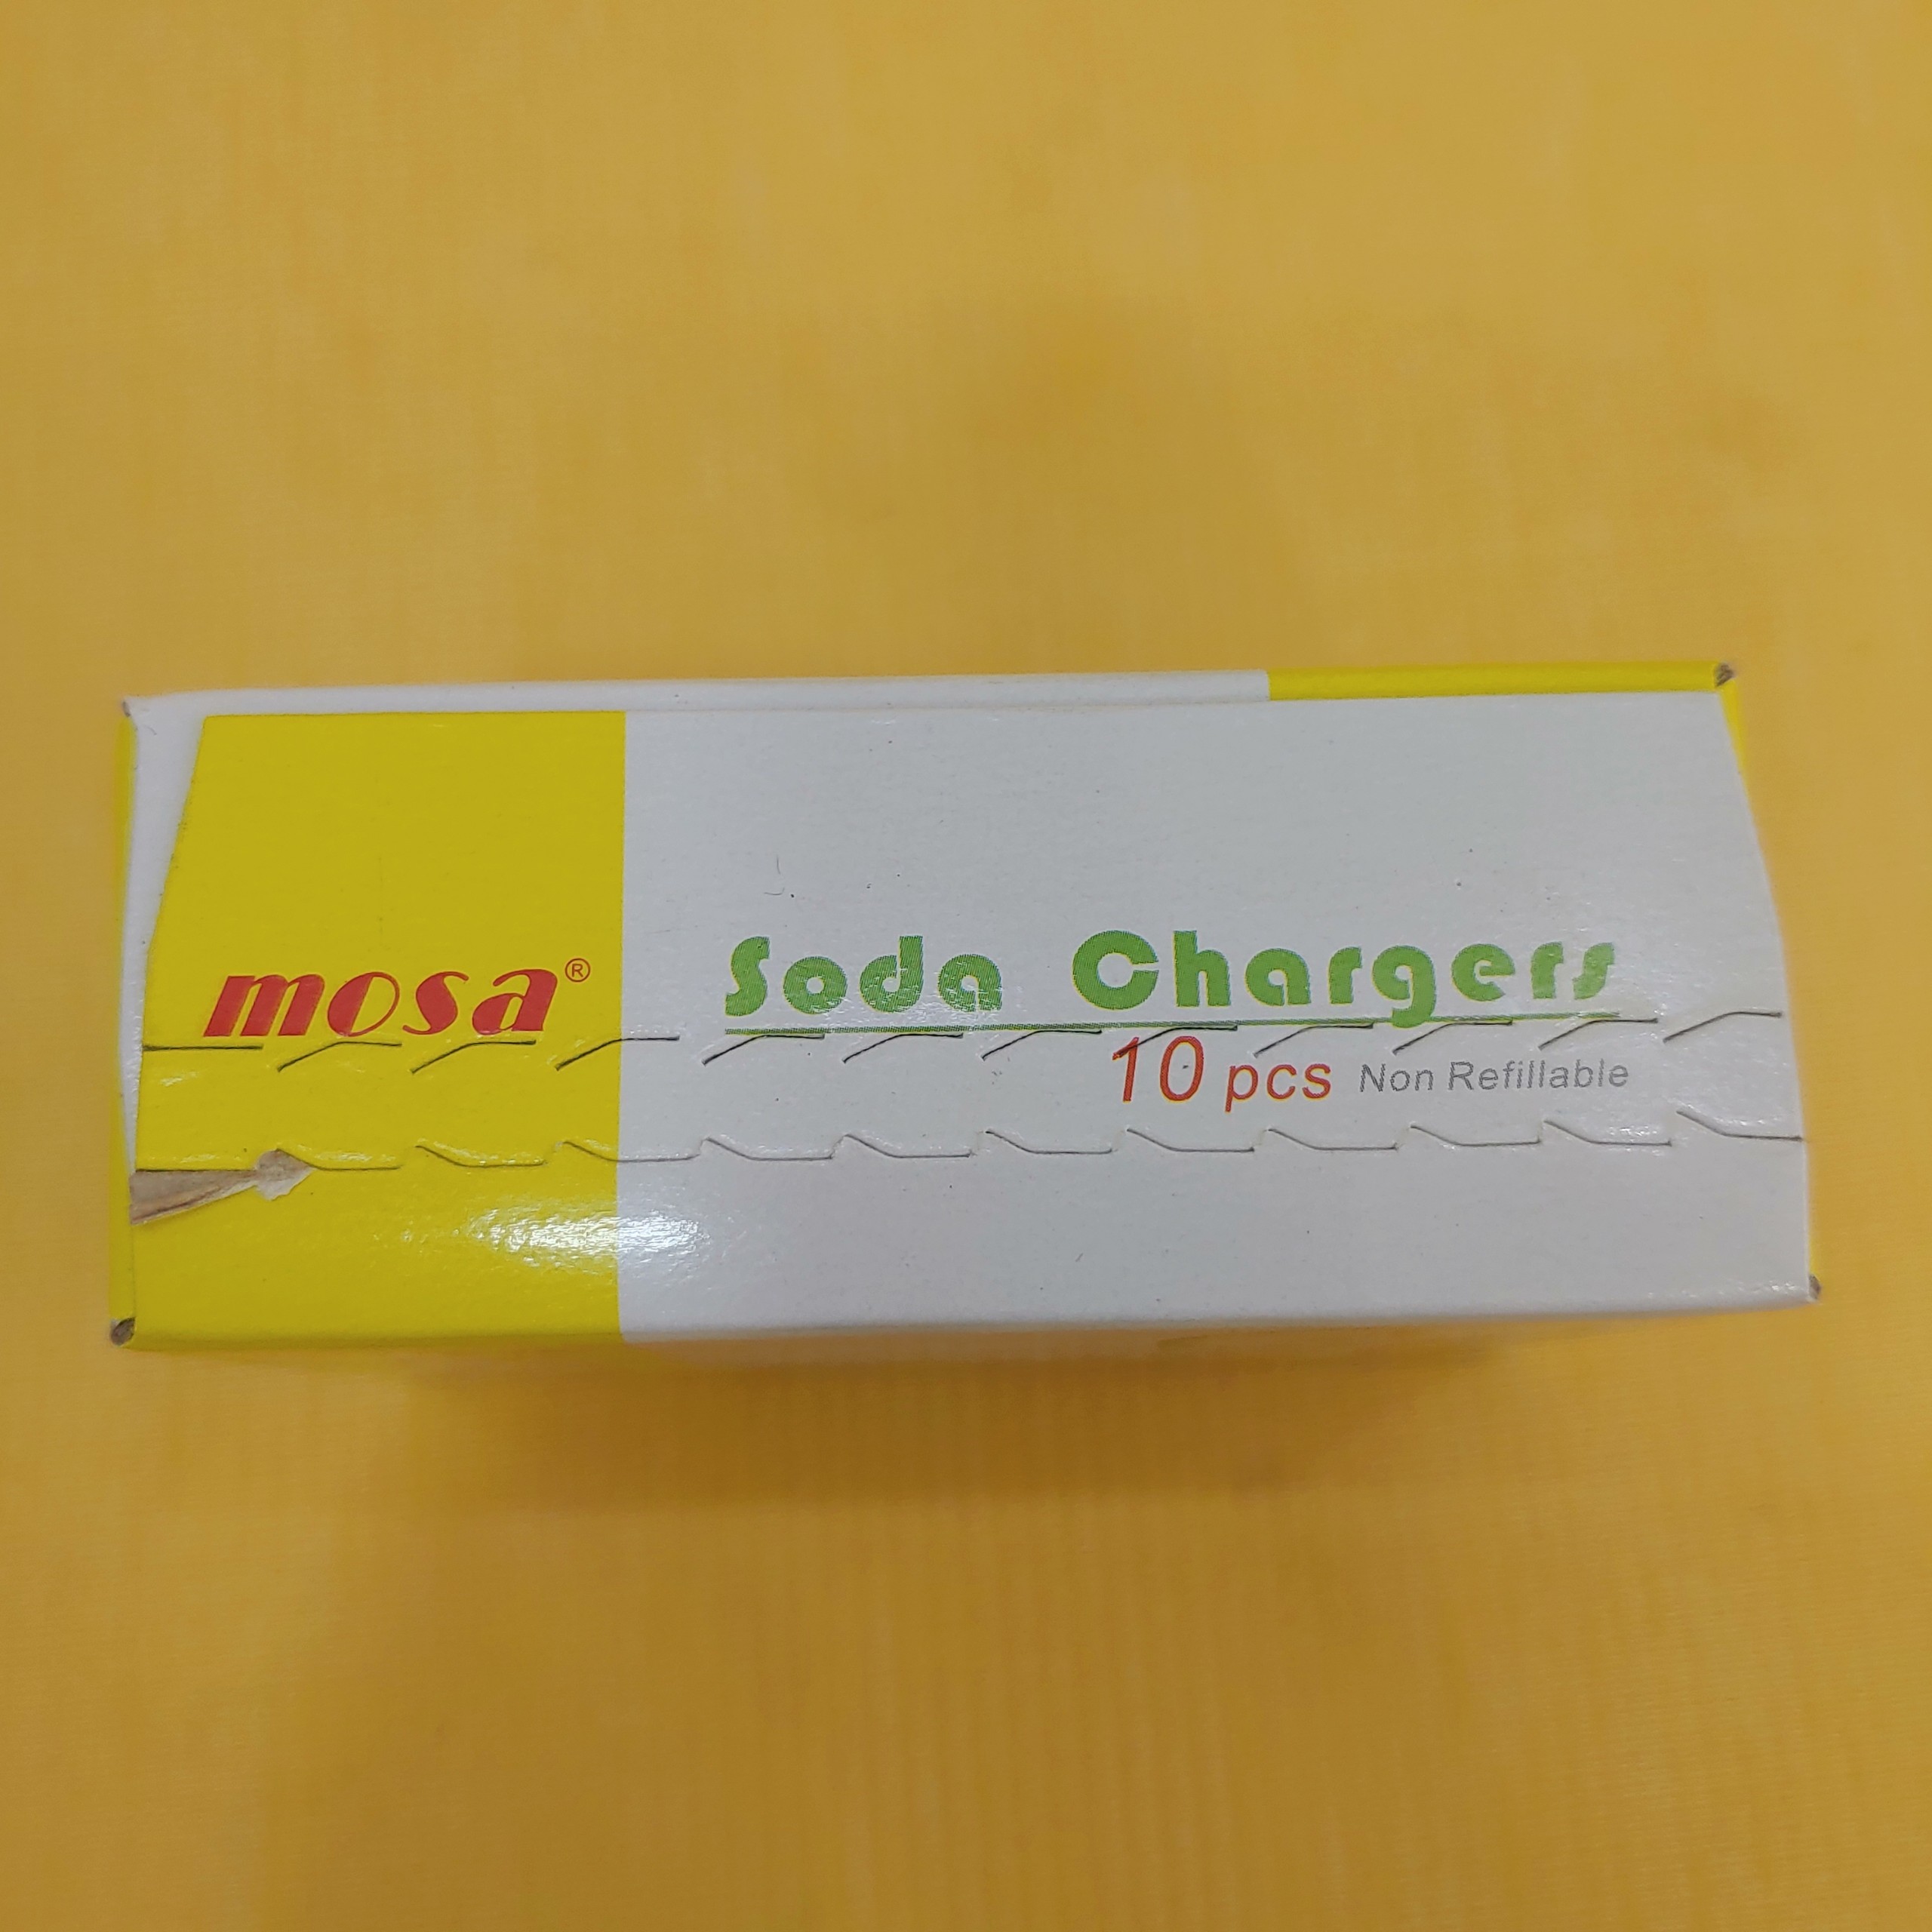 mosa®
Soda Chargers
10 pcs Non Refillable